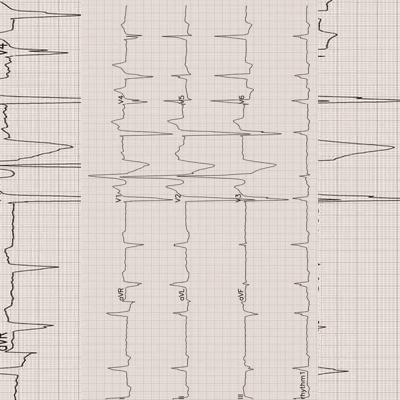 aVR V4
I aVR V1 V4
II aVL V2 V5
III aVF V3 V6
rhythm1